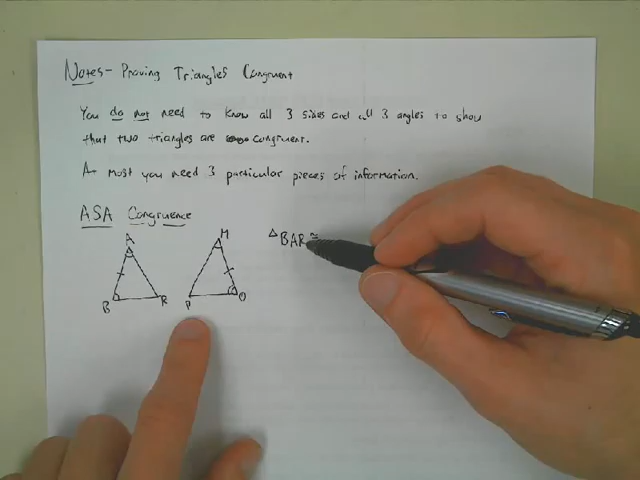 Notes- Proving Triangles Congruent
You do not need to know all 3 sides and all 3 angles to show
that two triangles are congruent.
At most you need 3 particular pieces of information.
ASA Congruence
A
M
△BAR≅
B
R
P
O